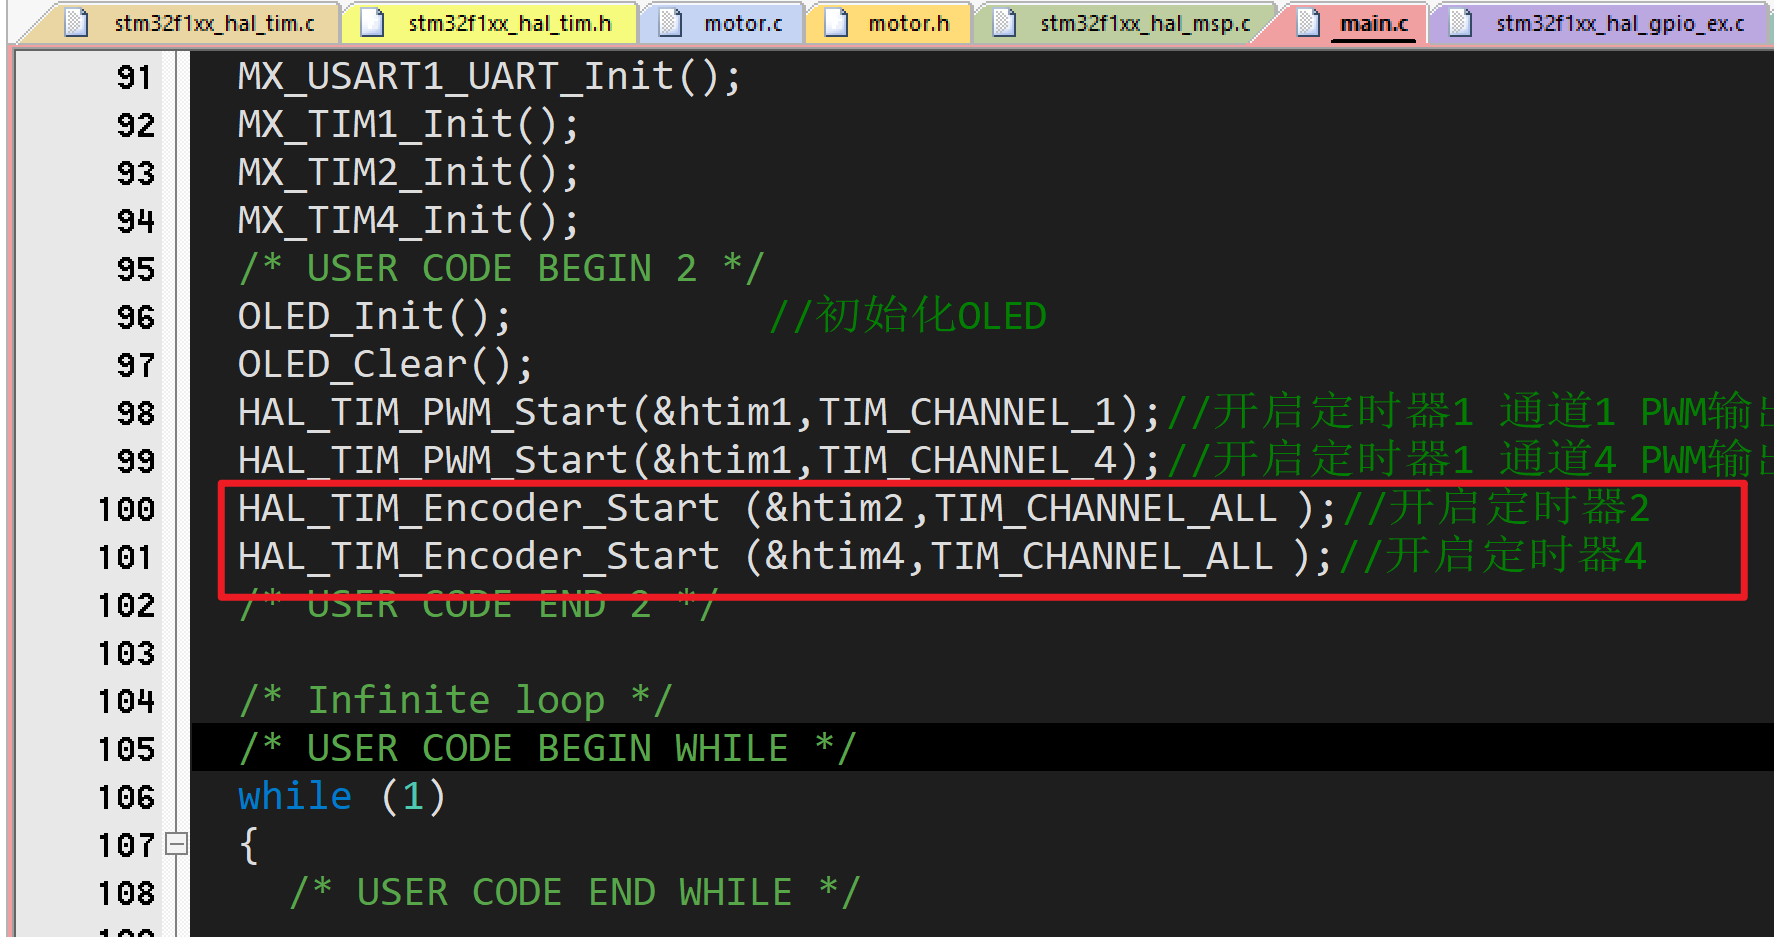 stm32f1xx_hal_tim.c stm32f1xx_hal_tim.h motor.c motor.h stm32f1xx_hal_msp.c main.c stm32f1xx_hal_gpio_ex.c
91 MX_USART1_UART_Init();
92 MX_TIM1_Init();
93 MX_TIM2_Init();
94 MX_TIM4_Init();
95 /* USER CODE BEGIN 2 */
96 OLED_Init(); //初始化OLED
97 OLED_Clear();
98 HAL_TIM_PWM_Start(&htim1,TIM_CHANNEL_1);//开启定时器1 通道1 PWM输出
99 HAL_TIM_PWM_Start(&htim1,TIM_CHANNEL_4);//开启定时器1 通道4 PWM输出
100 HAL_TIM_Encoder_Start (&htim2,TIM_CHANNEL_ALL );//开启定时器2
101 HAL_TIM_Encoder_Start (&htim4,TIM_CHANNEL_ALL );//开启定时器4
102 /* USER CODE END 2 */
103
104 /* Infinite loop */
105 /* USER CODE BEGIN WHILE */
106 while (1)
107 {
108 /* USER CODE END WHILE */